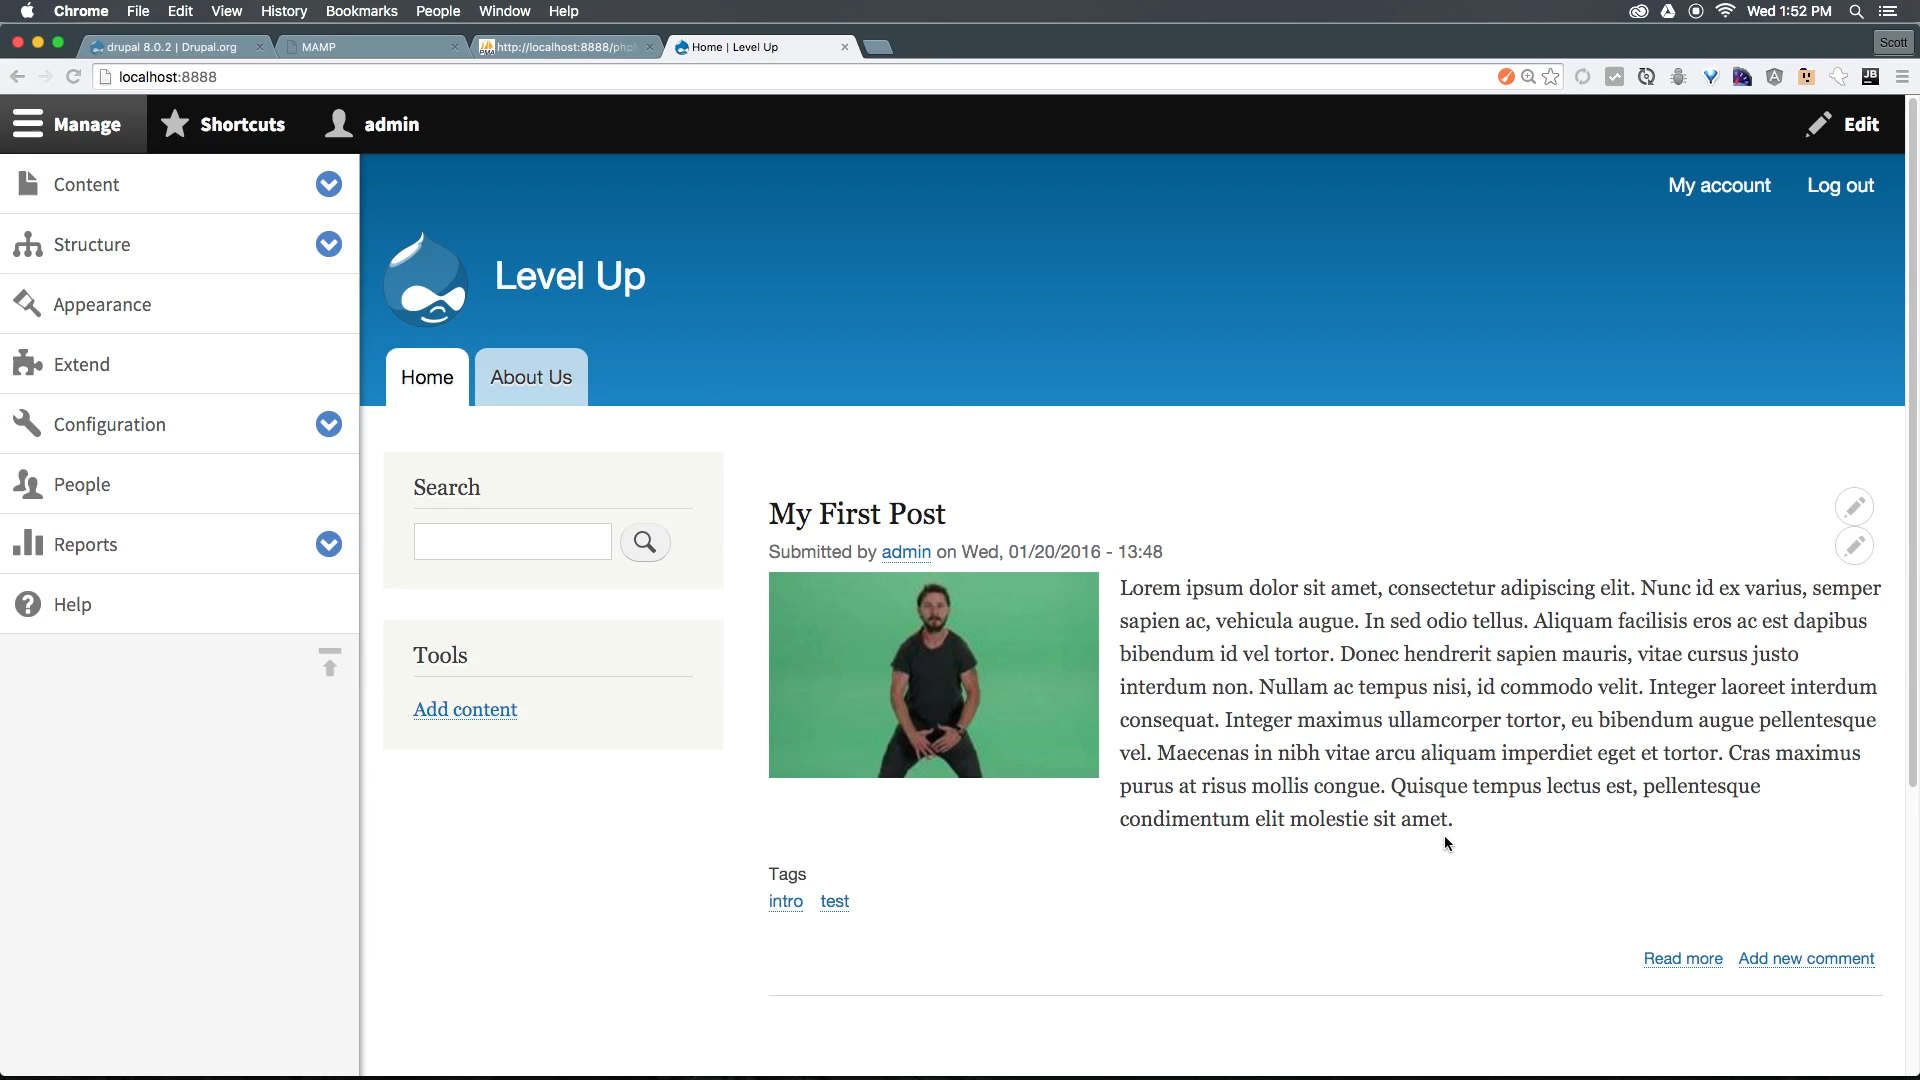 Chrome File Edit View History Bookmarks People Window Help
Wed 1:52 PM
drupal 8.0.2 | Drupal.org
MAMP
http://localhost:8888/php
Home | Level Up
Scott
localhost:8888
JB
Manage
Shortcuts
admin
Edit
Content
Structure
Appearance
Extend
Configuration
People
Reports
Help
My account
Log out
Level Up
Home
About Us
Search
Tools
Add content
My First Post
Submitted by admin on Wed, 01/20/2016 - 13:48
Lorem ipsum dolor sit amet, consectetur adipiscing elit. Nunc id ex varius, semper
sapien ac, vehicula augue. In sed odio tellus. Aliquam facilisis eros ac est dapibus
bibendum id vel tortor. Donec hendrerit sapien mauris, vitae cursus justo
interdum non. Nullam ac tempus nisi, id commodo velit. Integer laoreet interdum
consequat. Integer maximus ullamcorper tortor, eu bibendum augue pellentesque
vel. Maecenas in nibh vitae arcu aliquam imperdiet eget et tortor. Cras maximus
purus at risus mollis congue. Quisque tempus lectus est, pellentesque
condimentum elit molestie sit amet.
Tags
intro test
Read more Add new comment